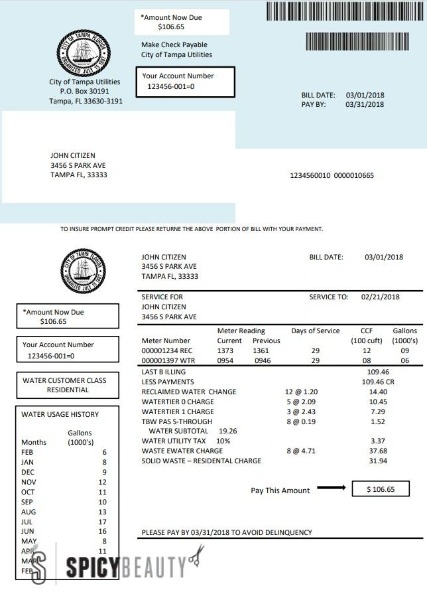 *Amount Now Due
$106.65
Make Check Payable
City of Tampa Utilities
City of Tampa Utilities
P.O. Box 30191
Tampa, FL 33630-3191
Your Account Number
123456-001=0
BILL DATE: 03/01/2018
PAY BY: 03/31/2018
JOHN CITIZEN
3456 S PARK AVE
TAMPA FL, 33333
1234560010 0000010665
TO INSURE PROMPT CREDIT PLEASE RETURNE THE ABOVE PORTION OF BILL WITH YOUR PAYMENT.
JOHN CITIZEN BILL DATE: 03/01/2018
3456 S PARK AVE
TAMPA FL, 33333
SERVICE FOR SERVICE TO: 02/21/2018
JOHN CITIZEN
3456 S PARK AVE
*Amount Now Due
$106.65
Your Account Number
123456-001=0
WATER CUSTOMER CLASS
RESIDENTIAL
WATER USAGE HISTORY
Gallons
Months (1000's)
FEB 6
JAN 8
DEC 9
NOV 12
OCT 11
SEP 10
AUG 13
JUL 17
JUN 16
MAY 8
APR 11
MAR
FEB
Meter Reading Days of Service CCF Gallons
Meter Number Current Previous (100 cuft) (1000's)
000001234 REC 1373 1361 29 12 09
000001397 WTR 0954 0946 29 08 06
LAST B ILLING 109.46
LESS PAYMENTS 109.46 CR
RECLAIMED WATER CHANGE 12 @ 1.20 14.40
WATERTIER 0 CHARGE 5 @ 2.09 10.45
WATERTIER 1 CHARGE 3 @ 2.43 7.29
TBW PAS S-THROUGH 8 @ 0.19 1.52
WATER SUBTOTAL 19.26
WATER UTILITY TAX 10% 3.37
WASTE EWATER CHARGE 8 @ 4.71 37.68
SOLID WASTE – RESIDENTAL CHARGE 31.94
Pay This Amount $ 106.65
PLEASE PAY BY 03/31/2018 TO AVOID DELINQUENCY
SPICYBEAUTY